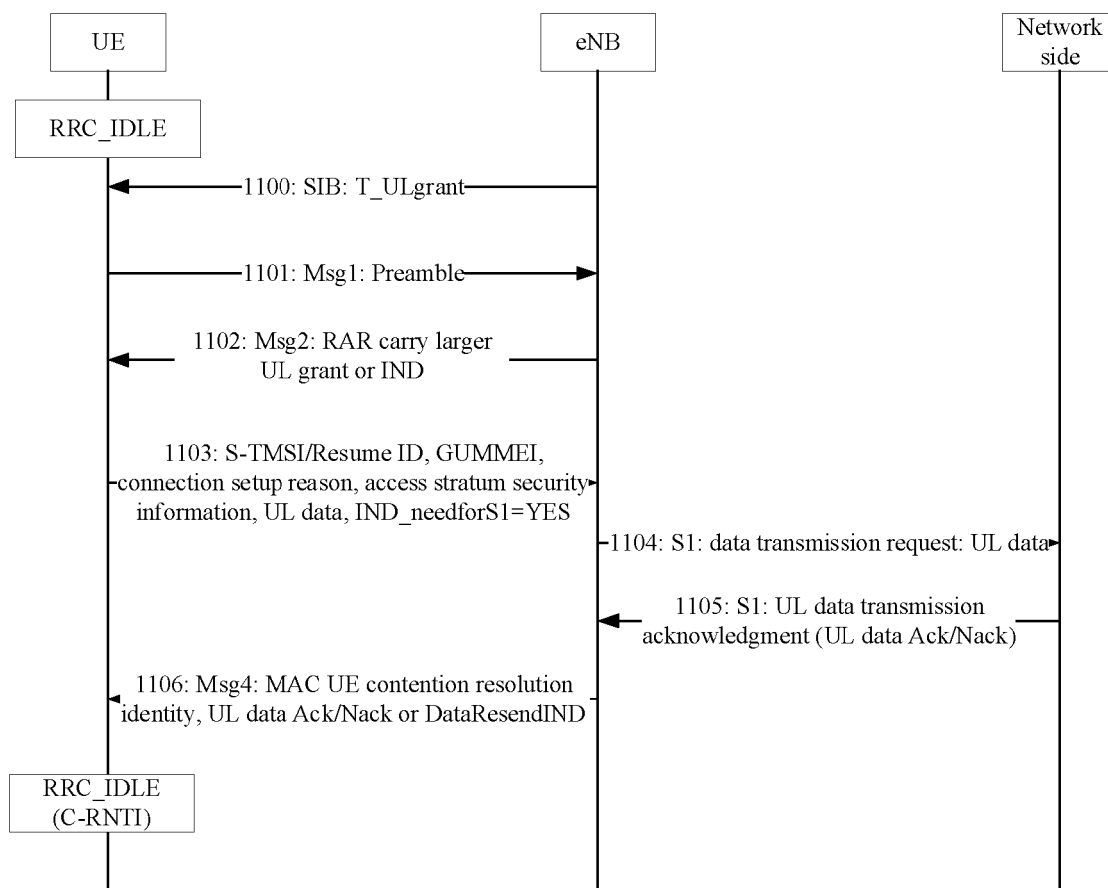 UE
eNB
Network
side
RRC_IDLE
1100: SIB: T_ULgrant
1101: Msg1: Preamble
1102: Msg2: RAR carry larger
UL grant or IND
1103: S-TMSI/Resume ID, GUMMEI,
connection setup reason, access stratum security
information, UL data, IND_needforS1=YES
1104: S1: data transmission request: UL data
1105: S1: UL data transmission
acknowledgment (UL data Ack/Nack)
1106: Msg4: MAC UE contention resolution
identity, UL data Ack/Nack or DataResendIND
RRC_IDLE
(C-RNTI)